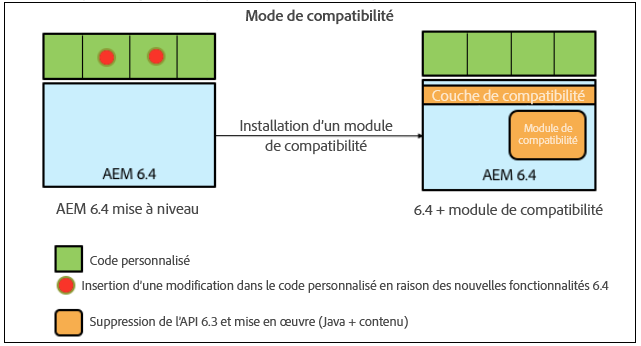 Mode de compatibilité
Couche de compatibilité
Installation d'un module
de compatibilité
Module de
compatibilité
AEM 6.4
AEM 6.4
AEM 6.4 mise à niveau
6.4 + module de compatibilité
Code personnalisé
Insertion d'une modification dans le code personnalisé en raison des nouvelles fonctionnalités 6.4
Suppression de l'API 6.3 et mise en œuvre (Java + contenu)